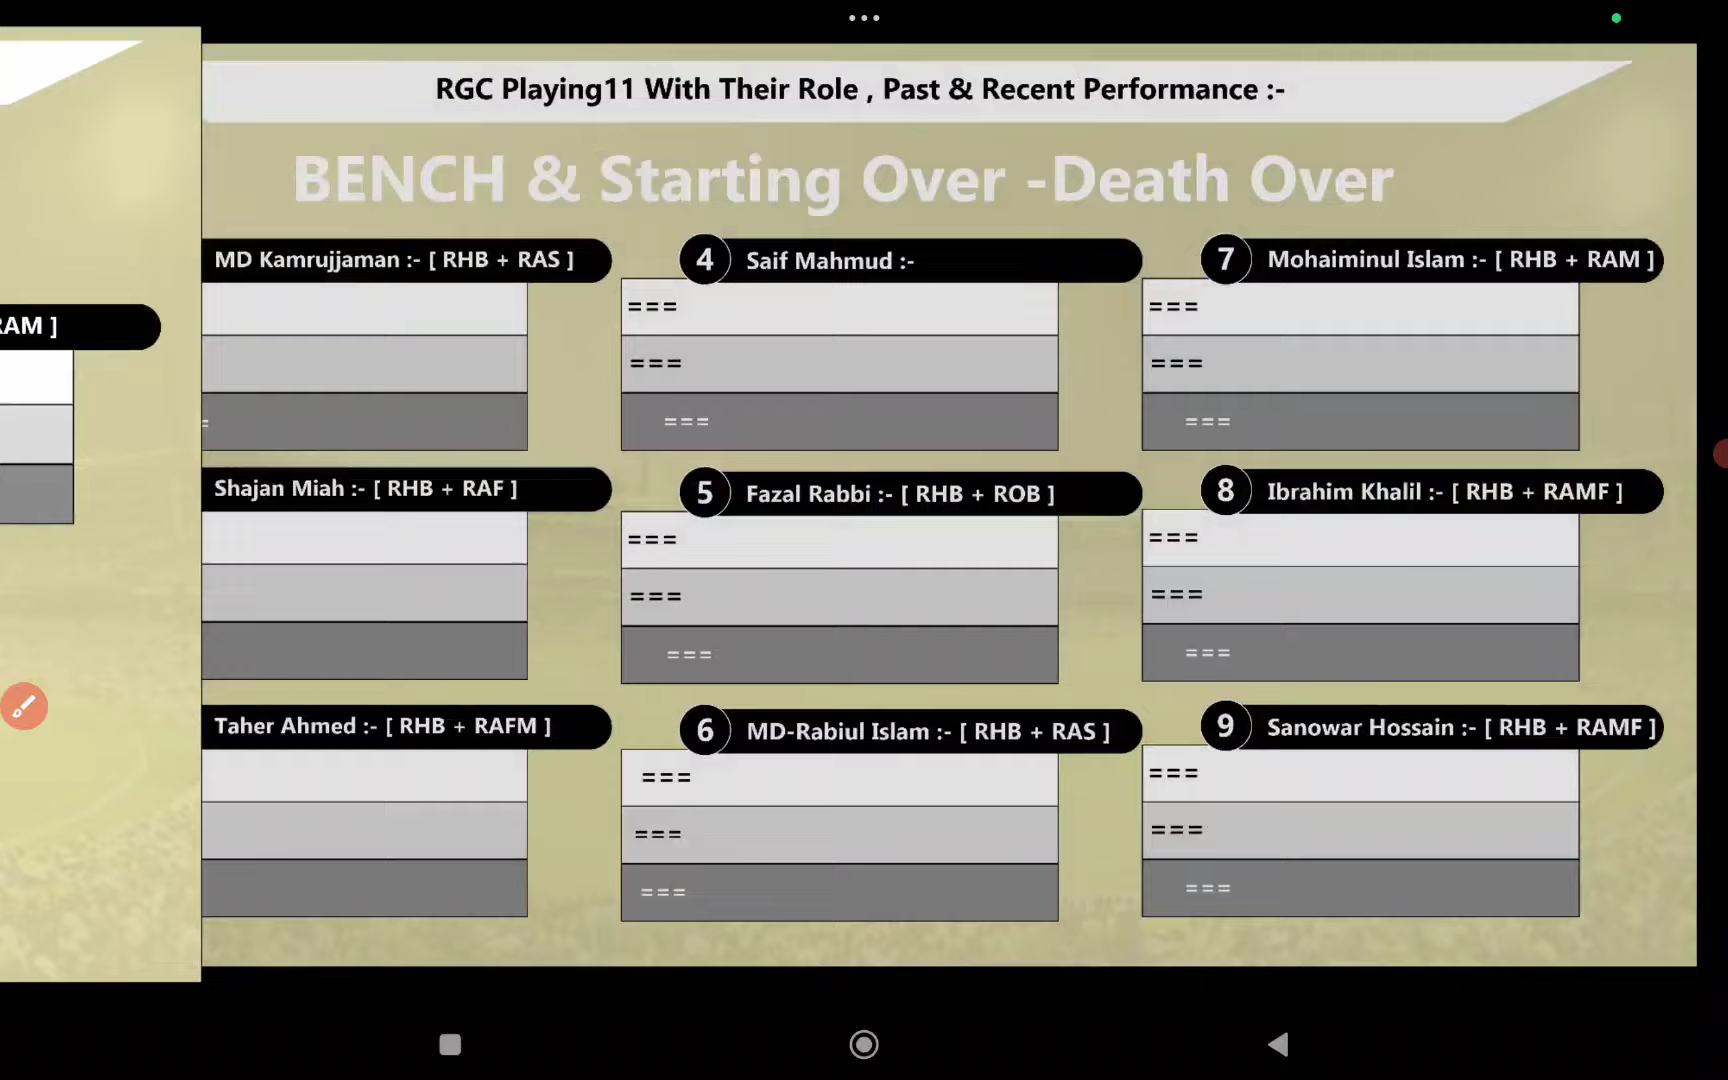 RGC Playing11 With Their Role , Past & Recent Performance :-
BENCH & Starting Over -Death Over
RAM ]
MD Kamrujjaman :- [ RHB + RAS ]
=
Shajan Miah :- [ RHB + RAF ]
Taher Ahmed :- [ RHB + RAFM ]
4 Saif Mahmud :-
===
===
===
5 Fazal Rabbi :- [ RHB + ROB ]
===
===
===
6 MD-Rabiul Islam :- [ RHB + RAS ]
===
===
===
7 Mohaiminul Islam :- [ RHB + RAM ]
===
===
===
8 Ibrahim Khalil :- [ RHB + RAMF ]
===
===
===
9 Sanowar Hossain :- [ RHB + RAMF ]
===
===
===